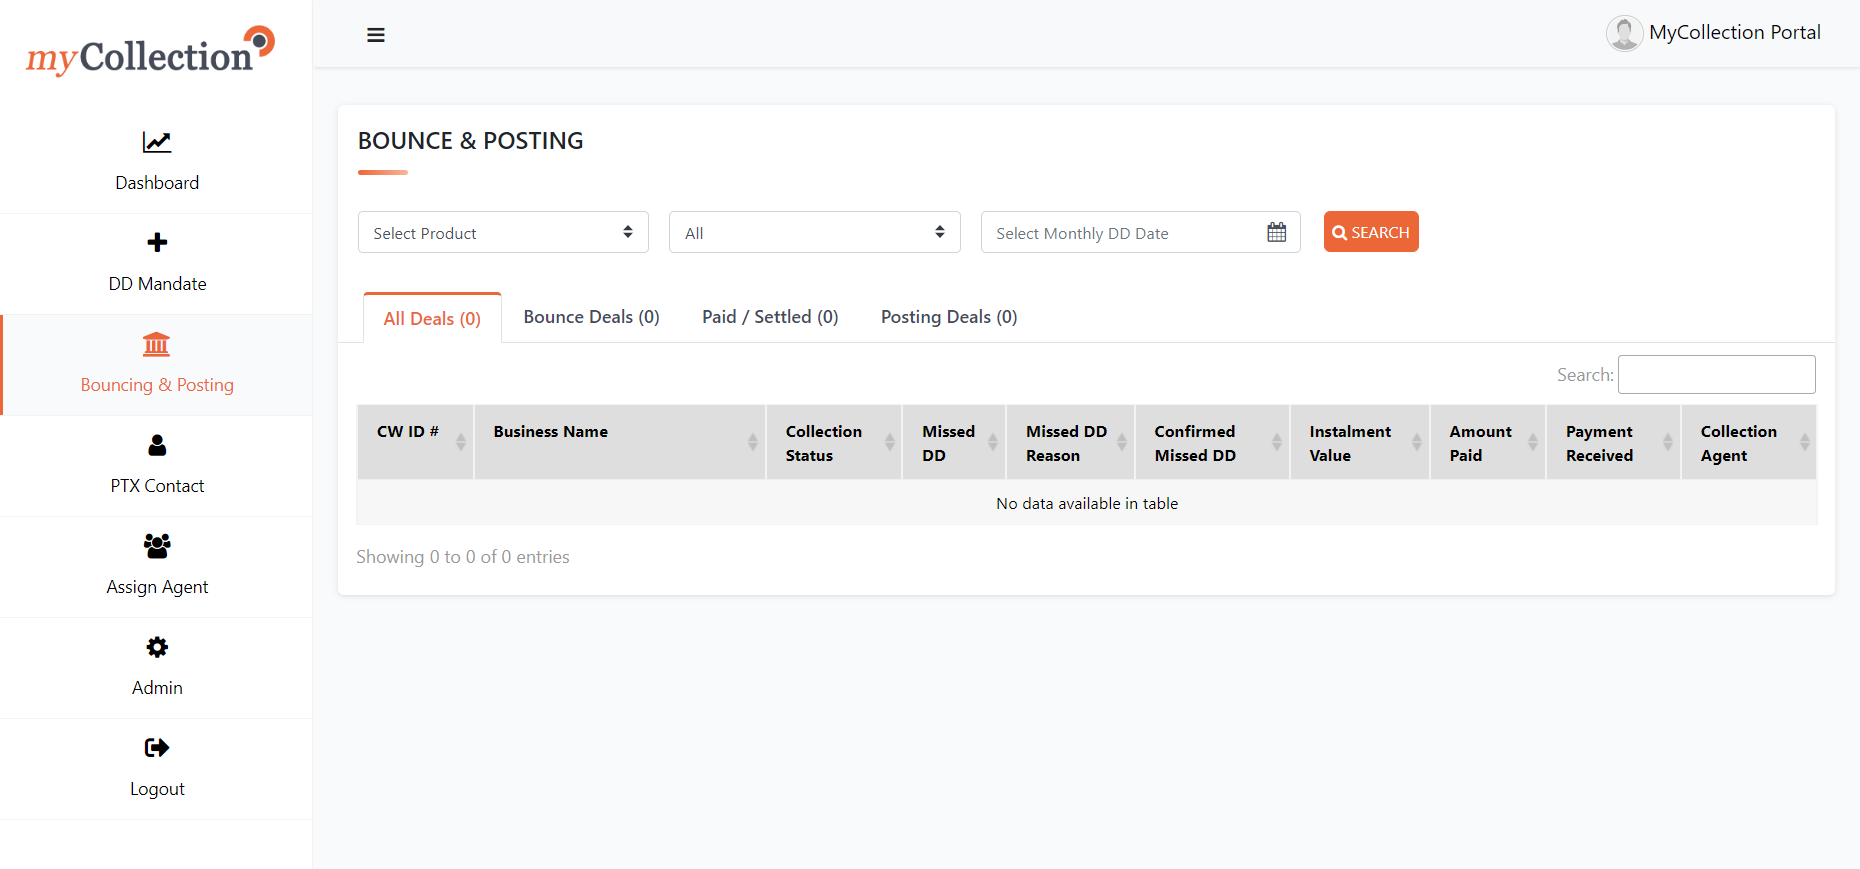 myCollection
MyCollection Portal
Dashboard
DD Mandate
Bouncing & Posting
PTX Contact
Assign Agent
Admin
Logout
BOUNCE & POSTING
Select Product
All
Select Monthly DD Date
SEARCH
All Deals (0)
Bounce Deals (0)
Paid / Settled (0)
Posting Deals (0)
Search:
CW ID #
Business Name
Collection
Status
Missed
DD
Missed DD
Reason
Confirmed
Missed DD
Instalment
Value
Amount
Paid
Payment
Received
Collection
Agent
No data available in table
Showing 0 to 0 of 0 entries